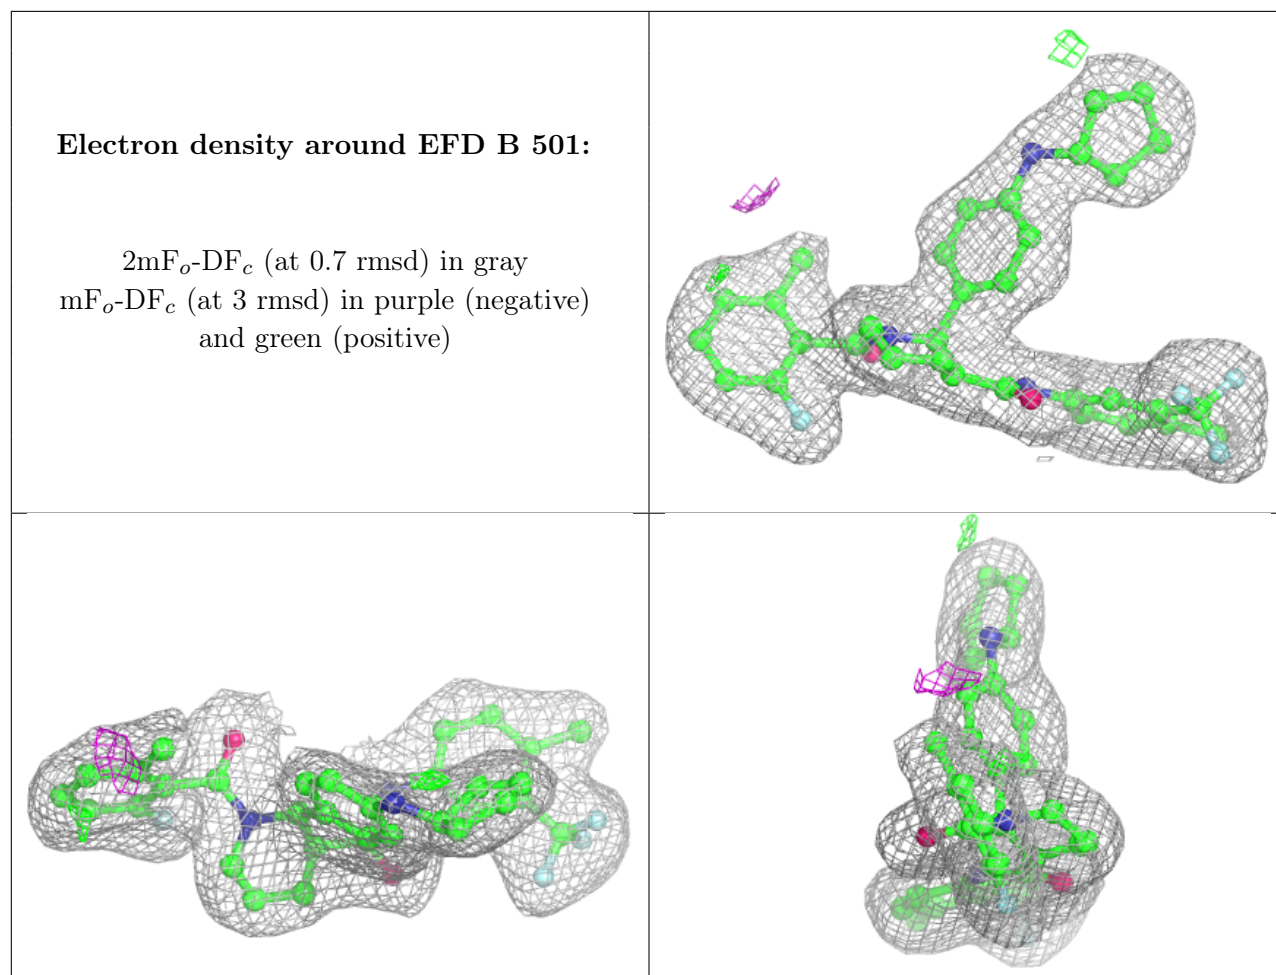 Electron density around EFD B 501:
2mFo-DFc (at 0.7 rmsd) in gray
mFo-DFc (at 3 rmsd) in purple (negative)
and green (positive)